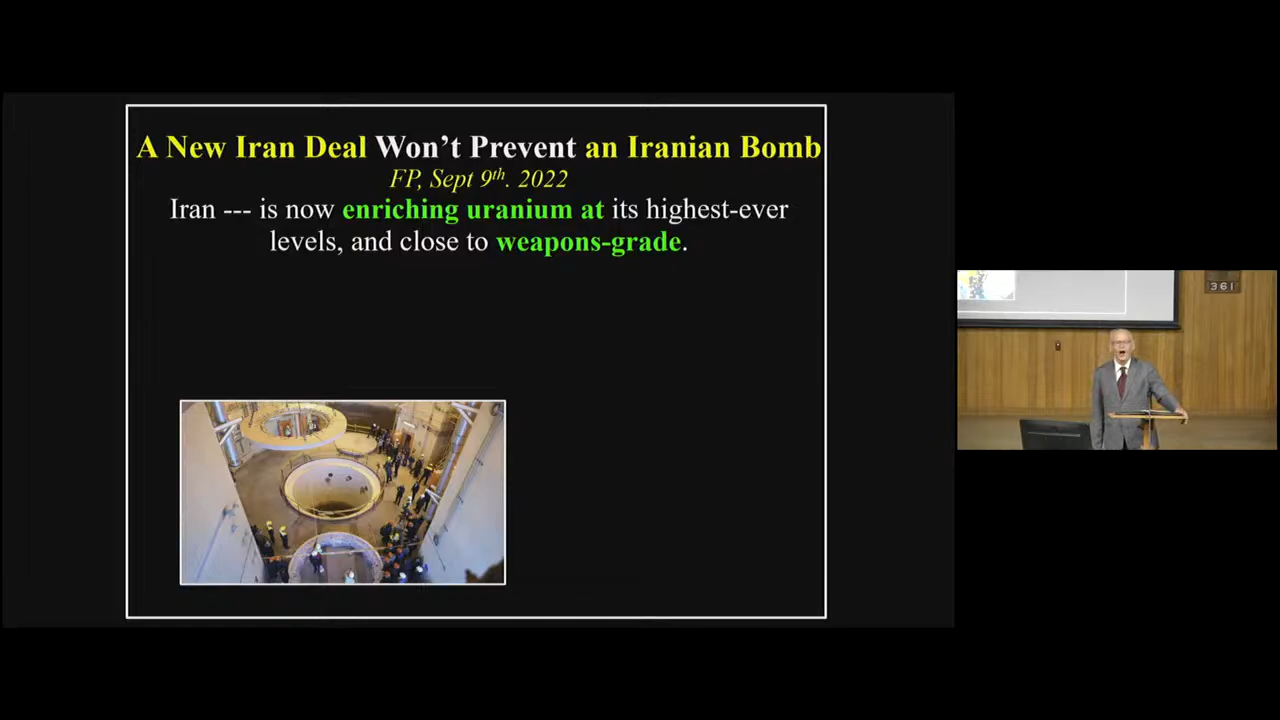 A New Iran Deal Won't Prevent an Iranian Bomb
FP, Sept 9th. 2022
Iran --- is now enriching uranium at its highest-ever
levels, and close to weapons-grade.
361